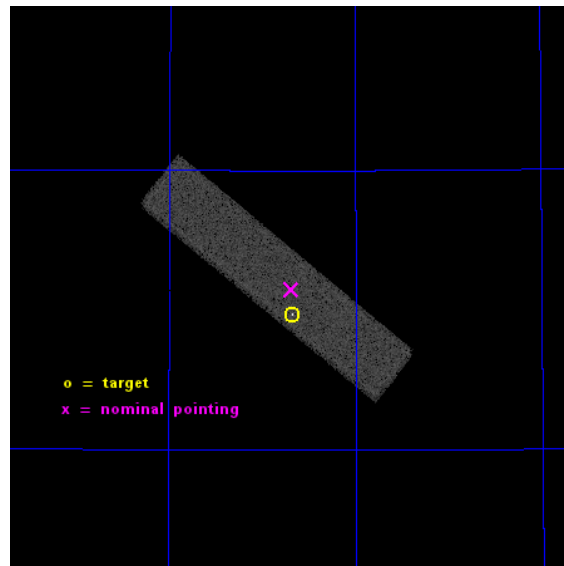 o = target
x = nominal pointing